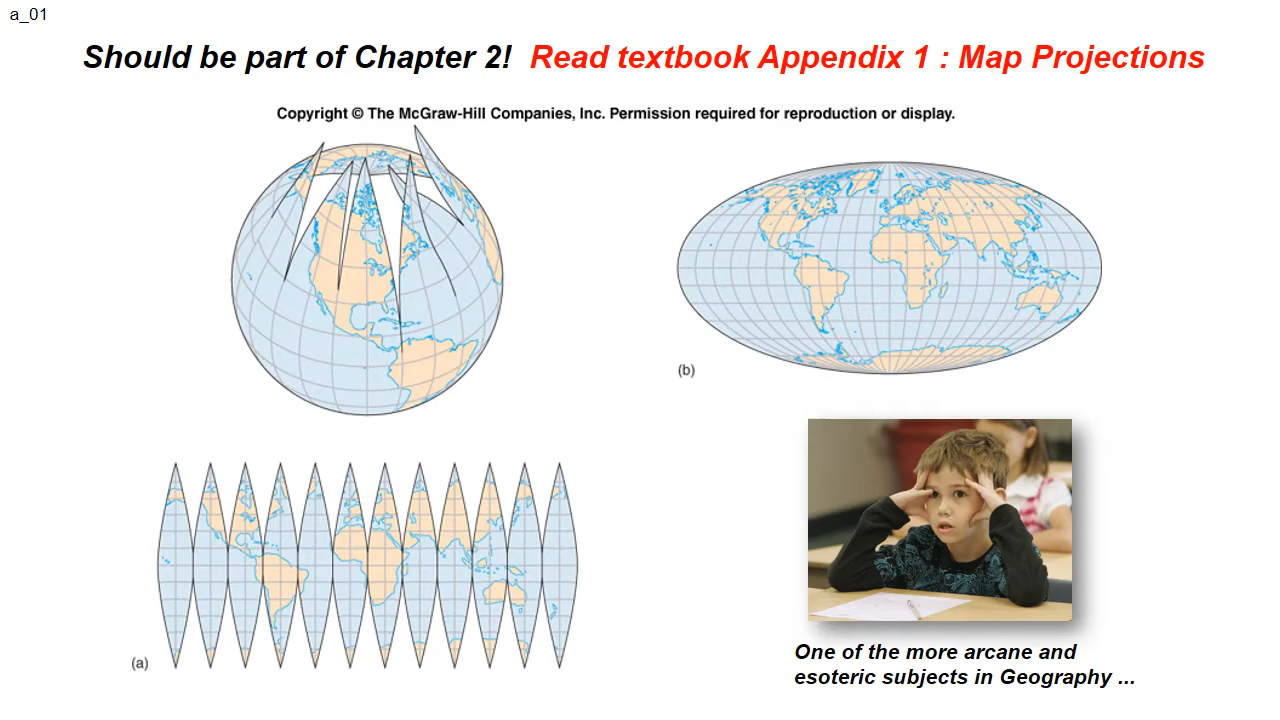 a_01
Should be part of Chapter 2! Read textbook Appendix 1 : Map Projections
Copyright © The McGraw-Hill Companies, Inc. Permission required for reproduction or display.
(b)
(a)
One of the more arcane and
esoteric subjects in Geography ...